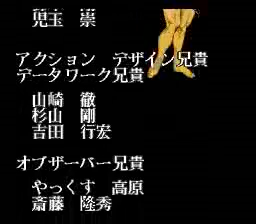 児玉 崇
アクション デザイン兄貴
データワーク兄貴
山崎 徹
杉山 剛
吉田 行宏
オブザーバー兄貴
やっくす 高原
斎藤 隆秀